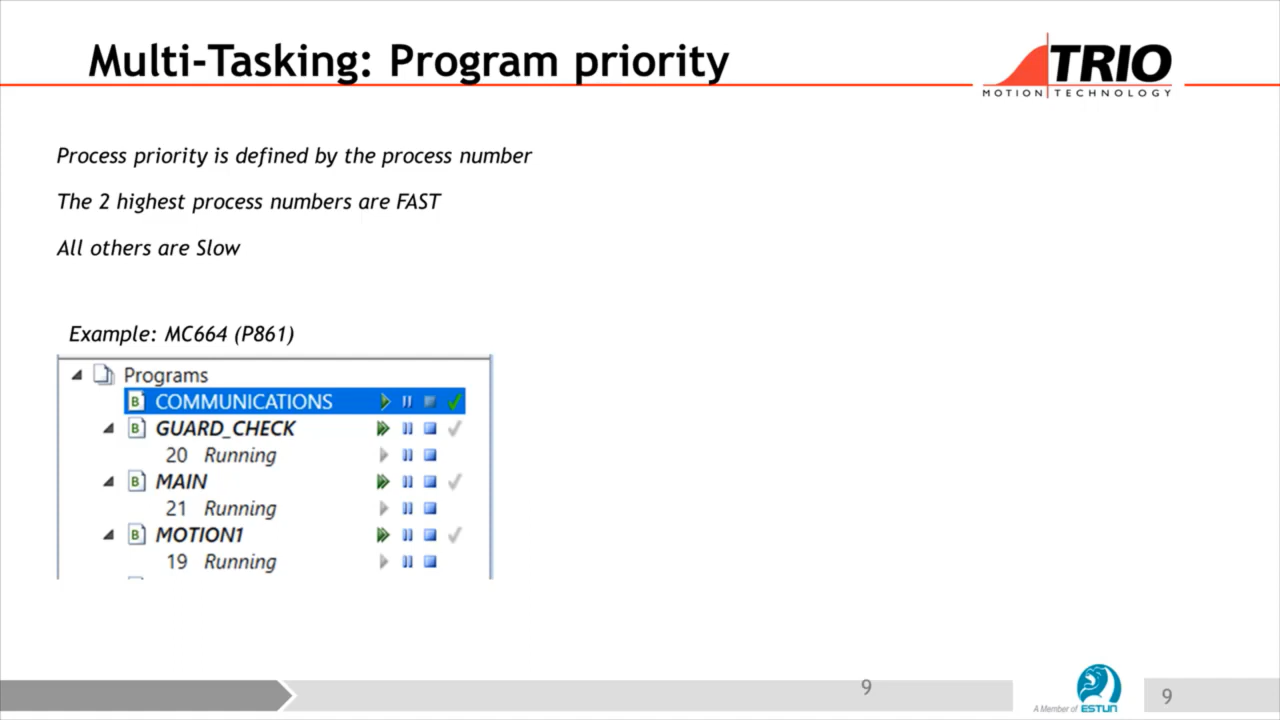 Multi-Tasking: Program priority
TRIO
MOTION TECHNOLOGY
Process priority is defined by the process number
The 2 highest process numbers are FAST
All others are Slow
Example: MC664 (P861)
Programs
B COMMUNICATIONS
B GUARD_CHECK
20 Running
B MAIN
21 Running
B MOTION1
19 Running
9
A Member of ESTUN
9